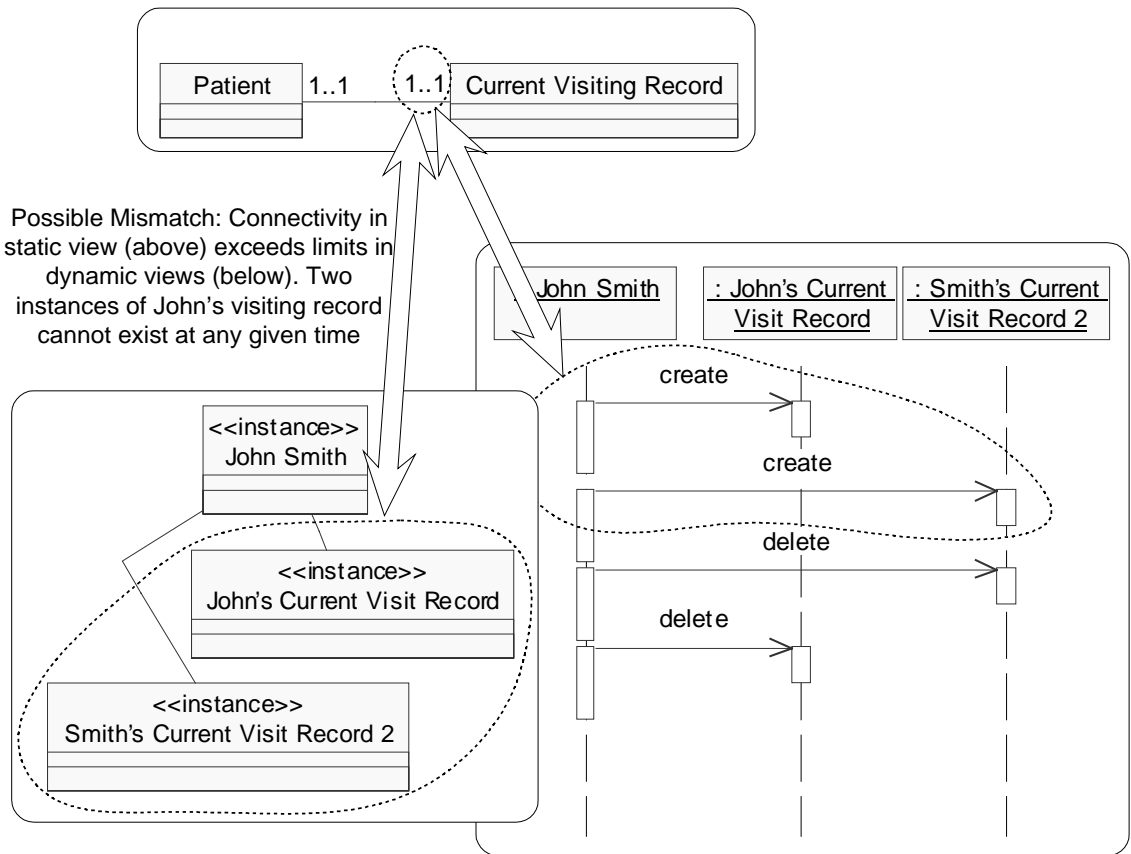 Patient 1..1 1..1 Current Visiting Record
Possible Mismatch: Connectivity in
static view (above) exceeds limits in
dynamic views (below). Two
instances of John's visiting record
cannot exist at any given time
John Smith
: John's Current
Visit Record
: Smith's Current
Visit Record 2
create
create
delete
delete
<<instance>>
John Smith
<<instance>>
John's Current Visit Record
<<instance>>
Smith's Current Visit Record 2